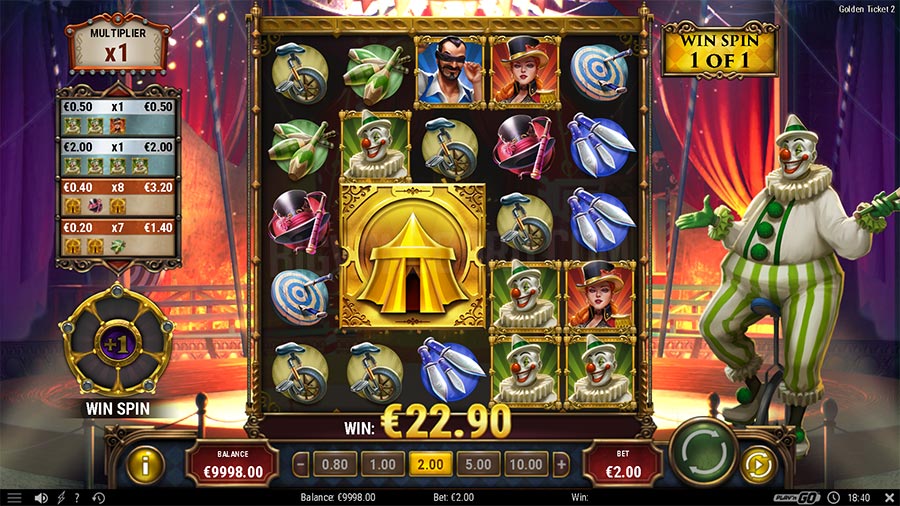 Golden Ticket 2
MULTIPLIER
x1
WIN SPIN
1 OF 1
€0.50 x1 €0.50
€2.00 x1 €2.00
€0.40 x8 €3.20
€0.20 x7 €1.40
+1
WIN SPIN
WIN: €22.90
i
BALANCE
€9998.00
- 0.80 1.00 2.00 5.00 10.00 +
BET
€2.00
? Balance: €9998.00 Bet: €2.00 Win: PLAY'N GO 18:40